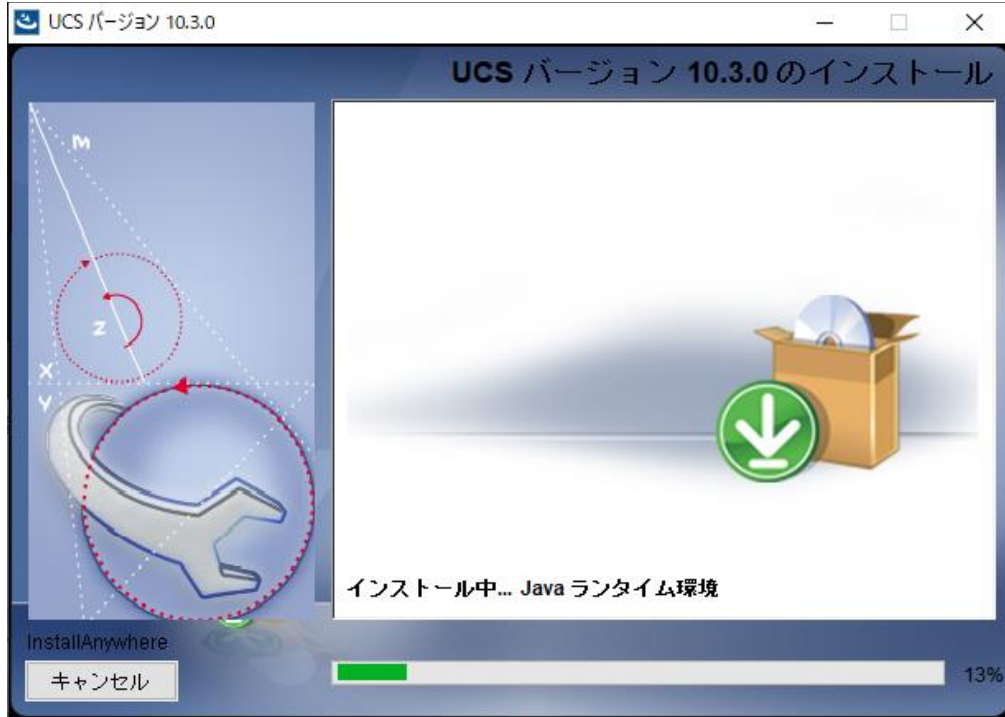 UCS バージョン 10.3.0
UCS バージョン 10.3.0 のインストール
m
z
X
Y
インストール中... Java ランタイム環境
InstallAnywhere
キャンセル
13%